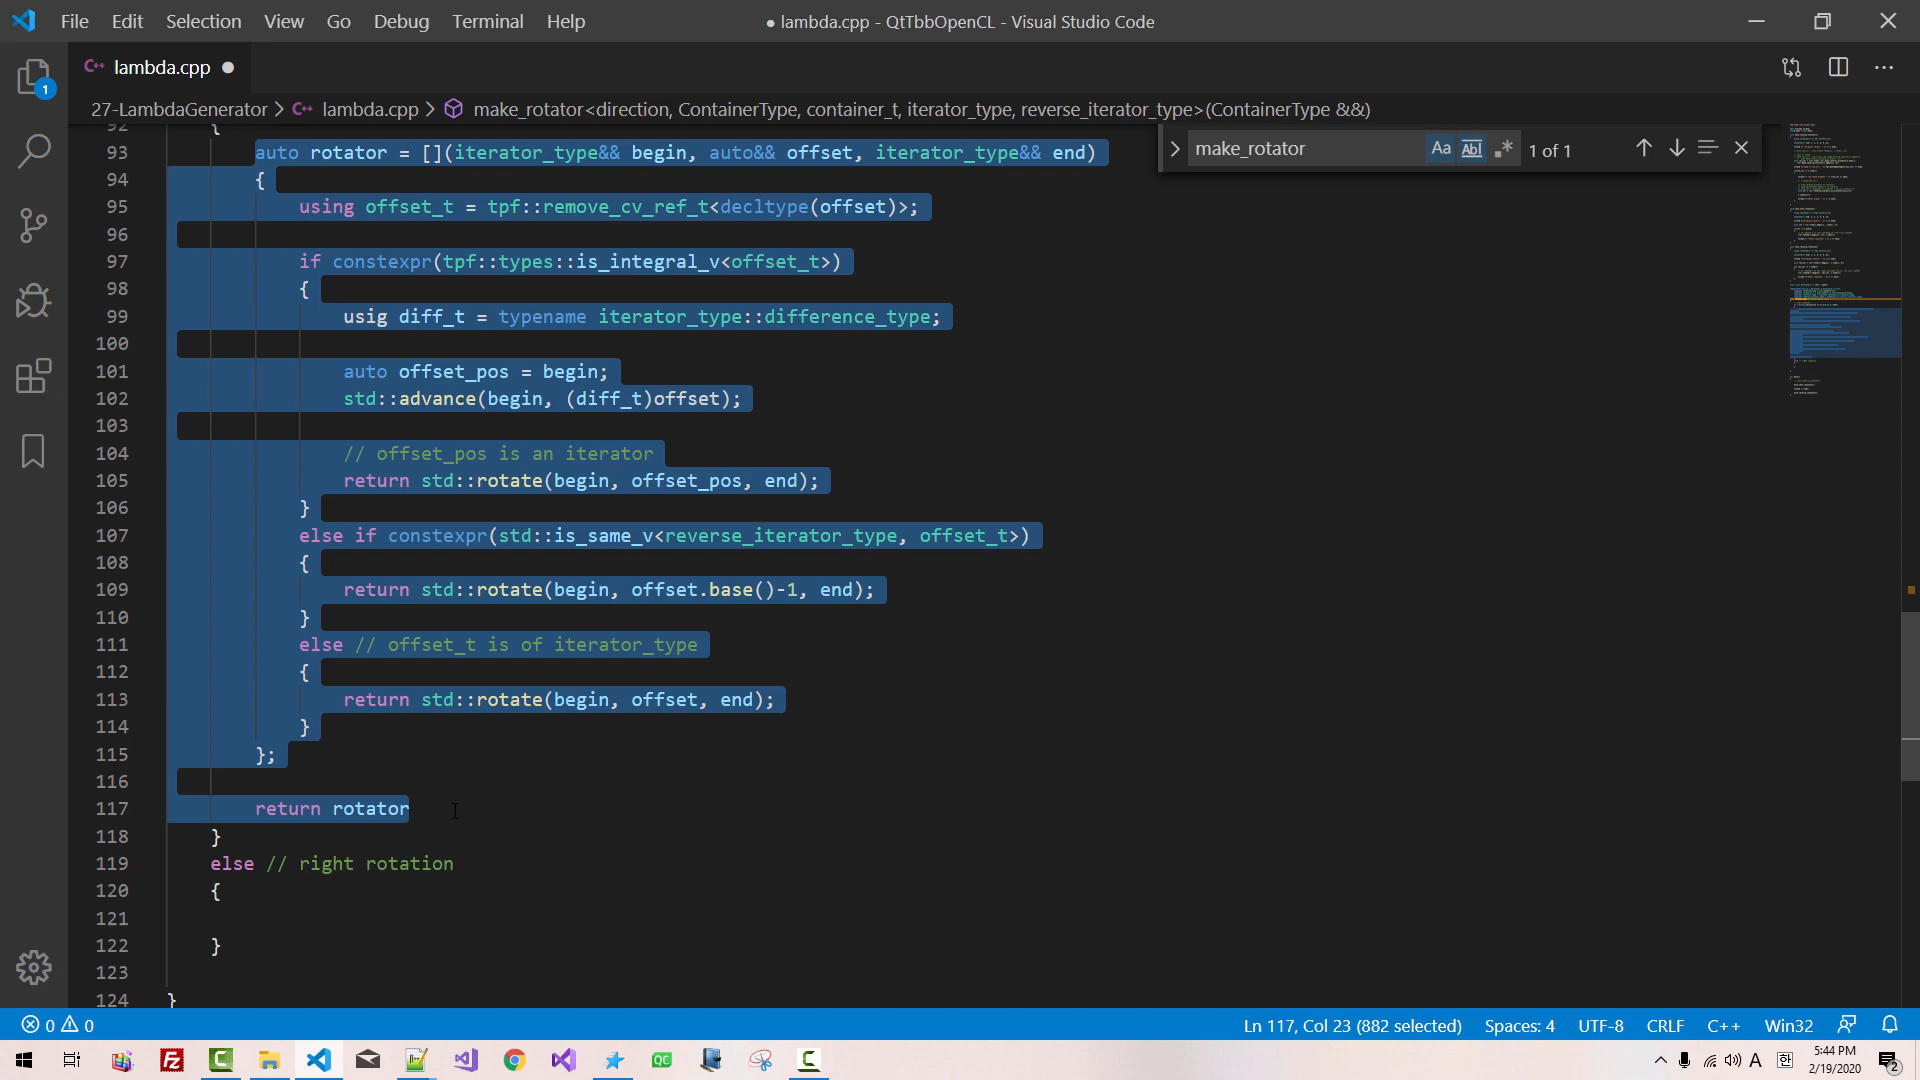 File Edit Selection View Go Debug Terminal Help
● lambda.cpp - QtTbbOpenCL - Visual Studio Code
1
C++ lambda.cpp ●
27-LambdaGenerator > C++ lambda.cpp > make_rotator<direction, ContainerType, container_t, iterator_type, reverse_iterator_type>(ContainerType &&)
make_rotator Aa Abl .* 1 of 1
92 {
93 auto rotator = [](iterator_type&& begin, auto&& offset, iterator_type&& end)
94 {
95 using offset_t = tpf::remove_cv_ref_t<decltype(offset)>;
96
97 if constexpr(tpf::types::is_integral_v<offset_t>)
98 {
99 usig diff_t = typename iterator_type::difference_type;
100
101 auto offset_pos = begin;
102 std::advance(begin, (diff_t)offset);
103
104 // offset_pos is an iterator
105 return std::rotate(begin, offset_pos, end);
106 }
107 else if constexpr(std::is_same_v<reverse_iterator_type, offset_t>)
108 {
109 return std::rotate(begin, offset.base()-1, end);
110 }
111 else // offset_t is of iterator_type
112 {
113 return std::rotate(begin, offset, end);
114 }
115 };
116
117 return rotator
118 }
119 else // right rotation
120 {
121
122 }
123
124 }
0 0 Ln 117, Col 23 (882 selected) Spaces: 4 UTF-8 CRLF C++ Win32
A 한 5:44 PM
2/19/2020 2